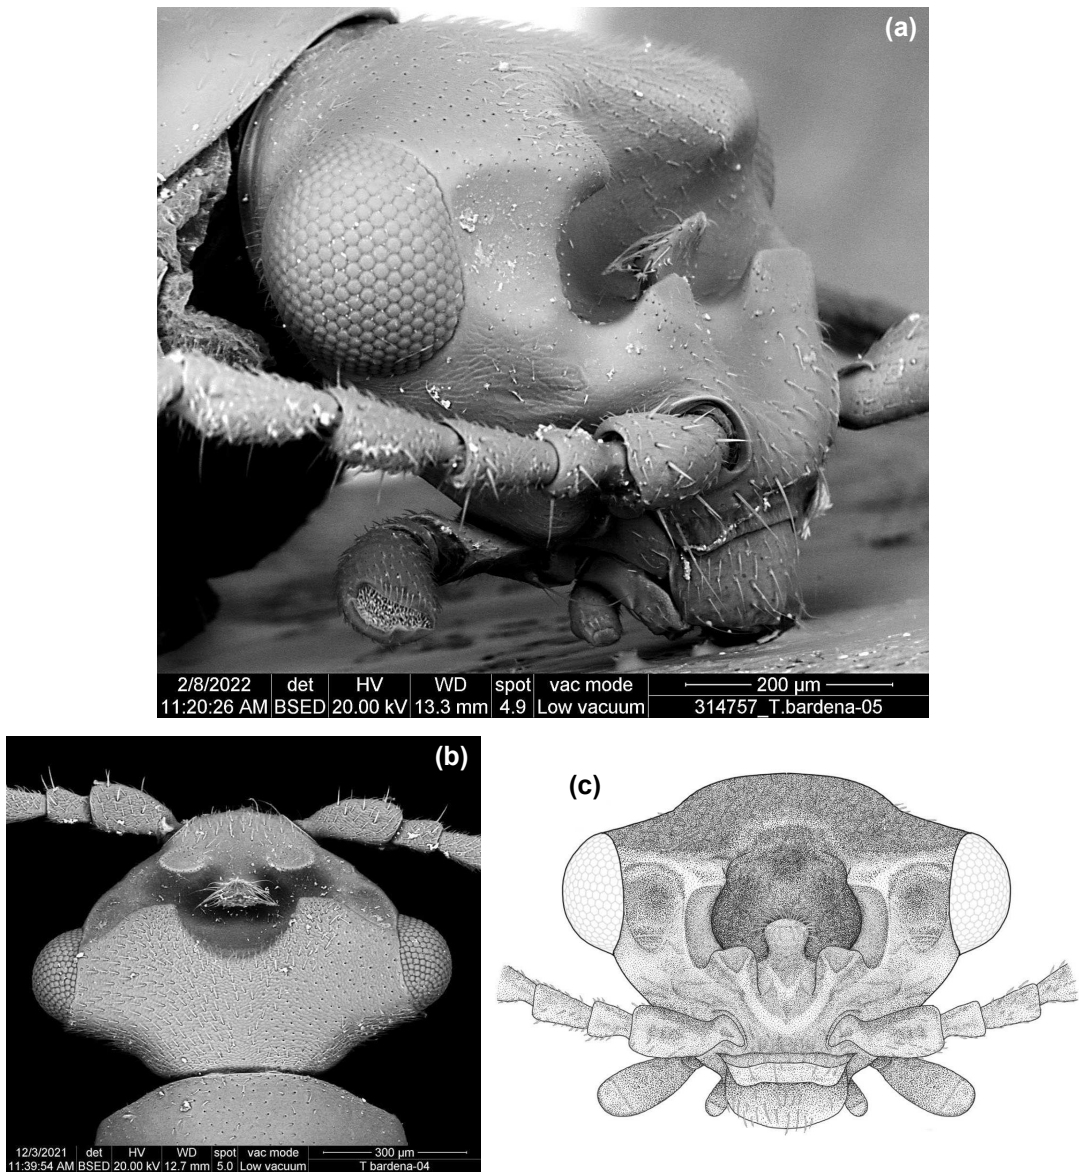 (a)
2/8/2022 det HV WD spot vac mode 200 µm
11:20:26 AM BSED 20.00 kV 13.3 mm 4.9 Low vacuum 314757_T.bardena-05
(b)
(c)
12/3/2021 det HV WD spot vac mode 300 µm
11:39:54 AM BSED 20.00 kV 12.7 mm 5.0 Low vacuum T bardena-04